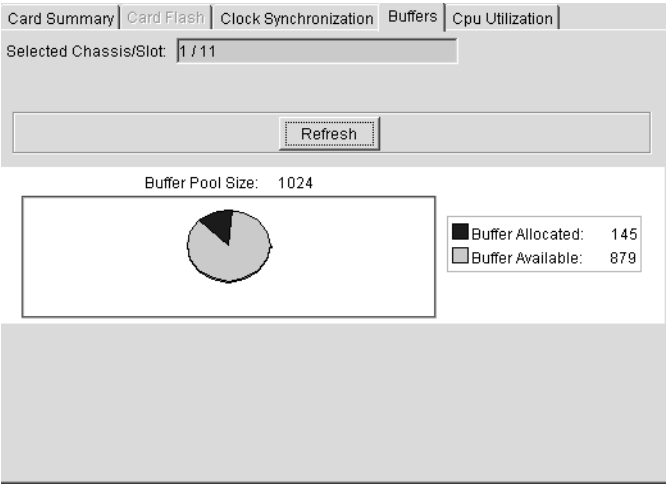 Card Summary Card Flash Clock Synchronization Buffers Cpu Utilization
Selected Chassis/Slot: 1 / 11
Refresh
Buffer Pool Size: 1024
Buffer Allocated: 145
Buffer Available: 879